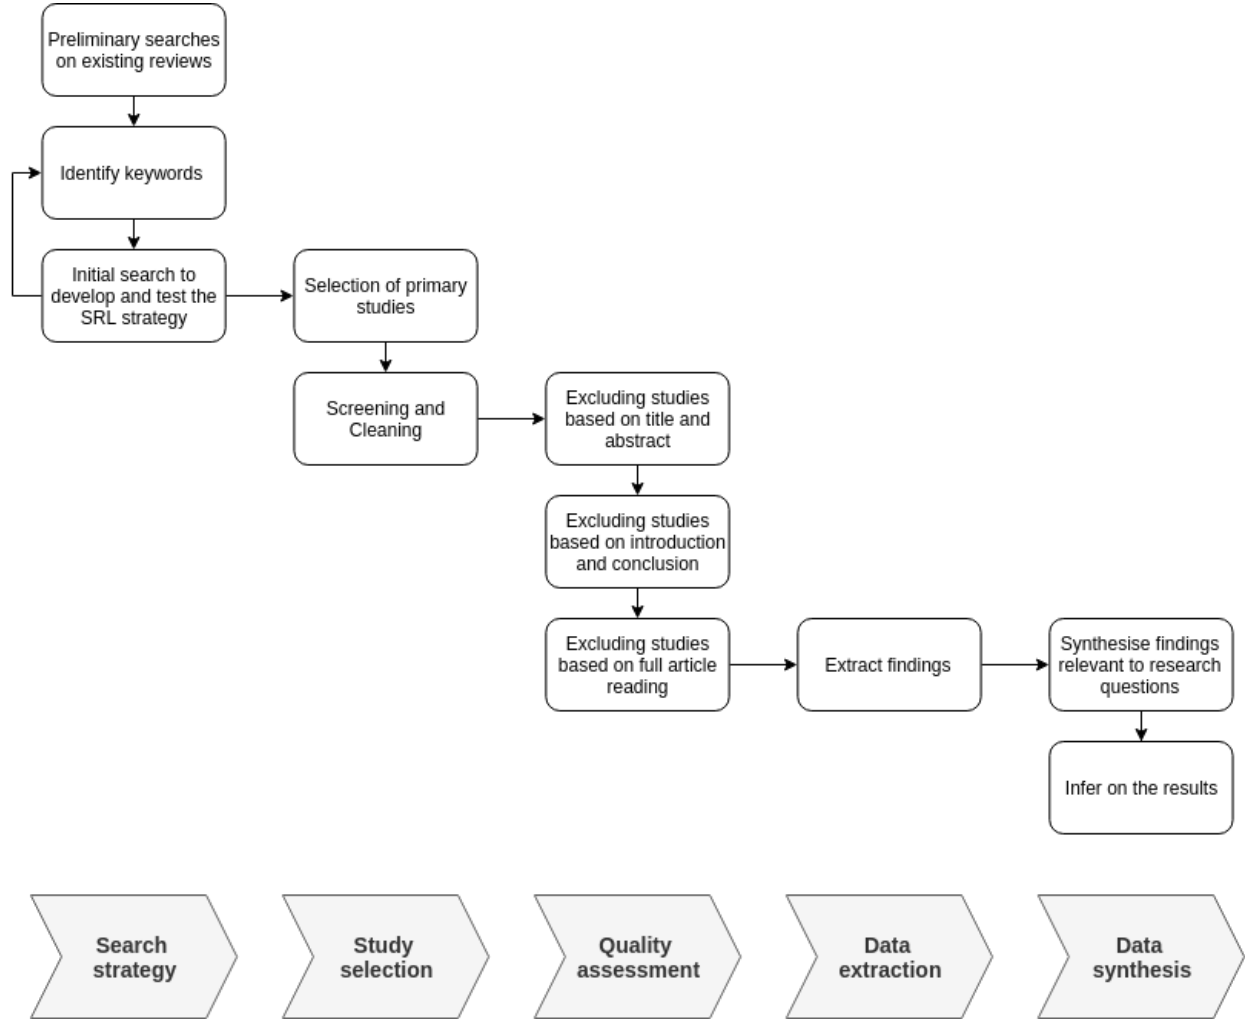 Preliminary searches
on existing reviews
Identify keywords
Initial search to
develop and test the
SRL strategy
Selection of primary
studies
Screening and
Cleaning
Excluding studies
based on title and
abstract
Excluding studies
based on introduction
and conclusion
Excluding studies
based on full article
reading
Extract findings
Synthesise findings
relevant to research
questions
Infer on the results
Search
strategy
Study
selection
Quality
assessment
Data
extraction
Data
synthesis